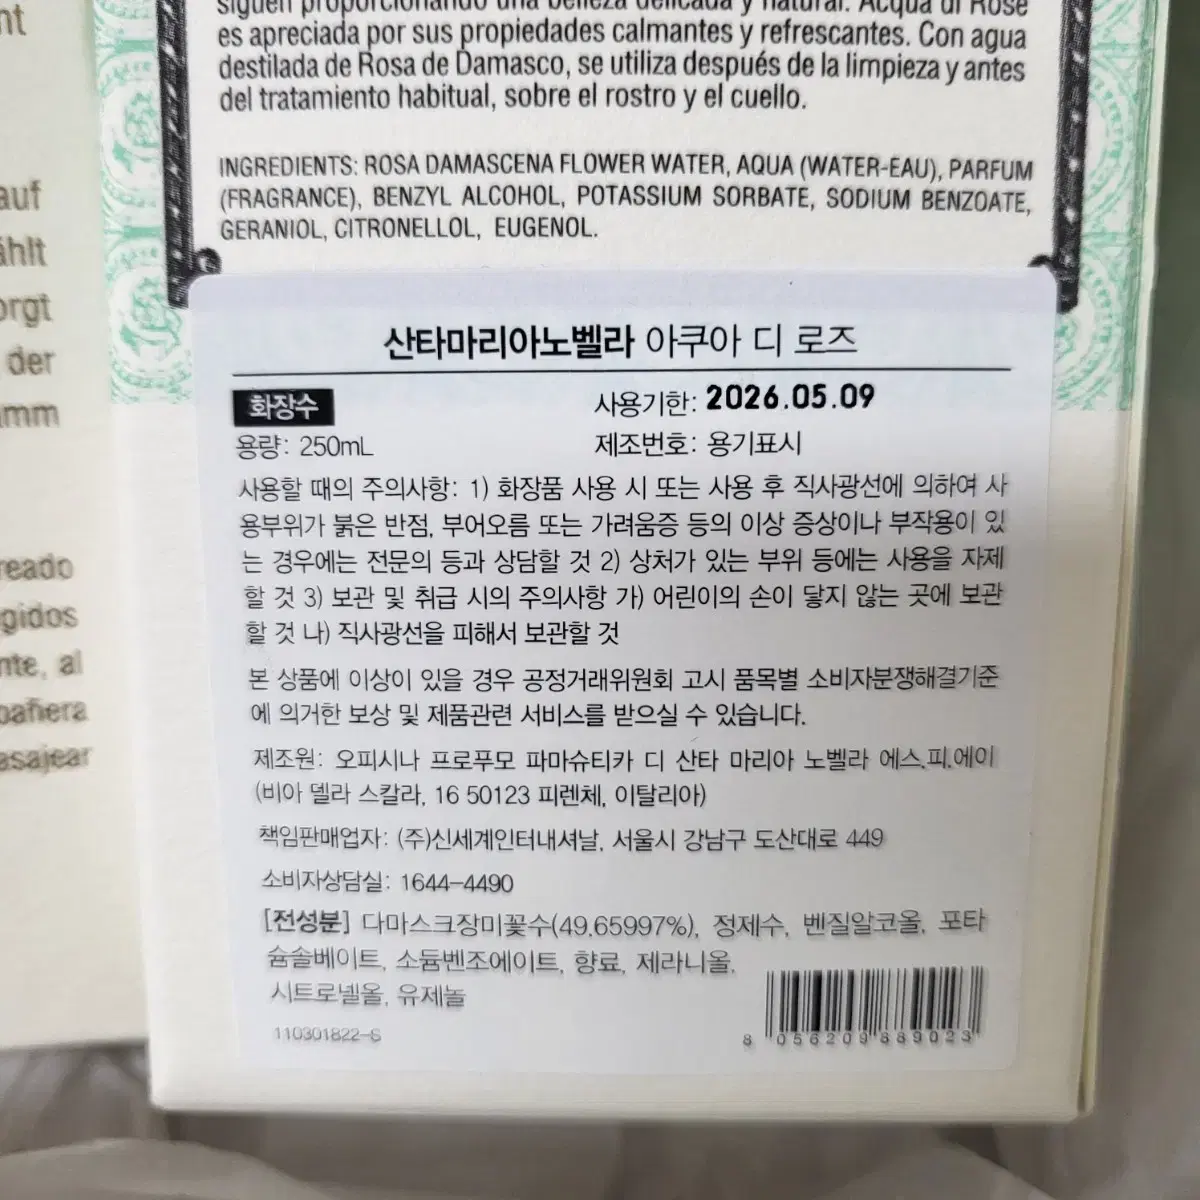 nt
auf
ählt
orgt
der
amm
reado
gidos
nte, al
pañera
asajear
siguen proporcionando una belleza delicada y natural. Acqua di Rose
es apreciada por sus propiedades calmantes y refrescantes. Con agua
destilada de Rosa de Damasco, se utiliza después de la limpieza y antes
del tratamiento habitual, sobre el rostro y el cuello.
INGREDIENTS: ROSA DAMASCENA FLOWER WATER, AQUA (WATER-EAU), PARFUM
(FRAGRANCE), BENZYL ALCOHOL, POTASSIUM SORBATE, SODIUM BENZOATE,
GERANIOL, CITRONELLOL, EUGENOL.
산타마리아노벨라 아쿠아 디 로즈
화장수 사용기한: 2026.05.09
용량: 250mL 제조번호: 용기표시
사용할 때의 주의사항: 1) 화장품 사용 시 또는 사용 후 직사광선에 의하여 사
용부위가 붉은 반점, 부어오름 또는 가려움증 등의 이상 증상이나 부작용이 있
는 경우에는 전문의 등과 상담할 것 2) 상처가 있는 부위 등에는 사용을 자제
할 것 3) 보관 및 취급 시의 주의사항 가) 어린이의 손이 닿지 않는 곳에 보관
할 것 나) 직사광선을 피해서 보관할 것
본 상품에 이상이 있을 경우 공정거래위원회 고시 품목별 소비자분쟁해결기준
에 의거한 보상 및 제품관련 서비스를 받으실 수 있습니다.
제조원: 오피시나 프로푸모 파마슈티카 디 산타 마리아 노벨라 에스.피.에이
(비아 델라 스칼라, 16 50123 피렌체, 이탈리아)
책임판매업자: (주)신세계인터내셔날, 서울시 강남구 도산대로 449
소비자상담실: 1644-4490
[전성분] 다마스크장미꽃수(49.65997%), 정제수, 벤질알코올, 포타
슘솔베이트, 소듐벤조에이트, 향료, 제라니올,
시트로넬올, 유제놀
110301822-S
8 056209 889023